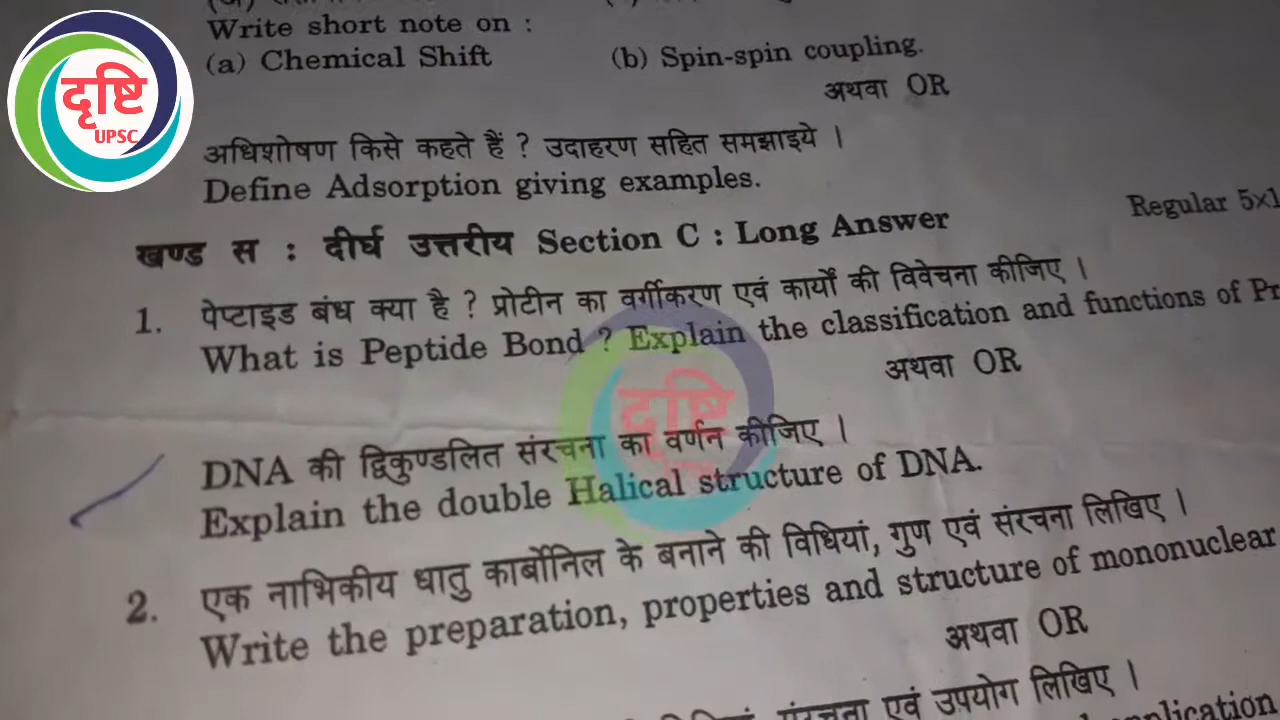 दृष्टि
UPSC
Write short note on :
(a) Chemical Shift (b) Spin-spin coupling.
अथवा OR
अधिशोषण किसे कहते हैं ? उदाहरण सहित समझाइये ।
Define Adsorption giving examples.
Regular 5×1
खण्ड स : दीर्घ उत्तरीय Section C : Long Answer
1. पेप्टाइड बंध क्या है ? प्रोटीन का वर्गीकरण एवं कार्यों की विवेचना कीजिए ।
What is Peptide Bond ? Explain the classification and functions of Pr
अथवा OR
DNA की द्विकुण्डलित संरचना का वर्णन कीजिए ।
Explain the double Halical structure of DNA.
2. एक नाभिकीय धातु कार्बोनिल के बनाने की विधियां, गुण एवं संरचना लिखिए ।
Write the preparation, properties and structure of mononuclear
अथवा OR
संरचना एवं उपयोग लिखिए ।
दृष्टि